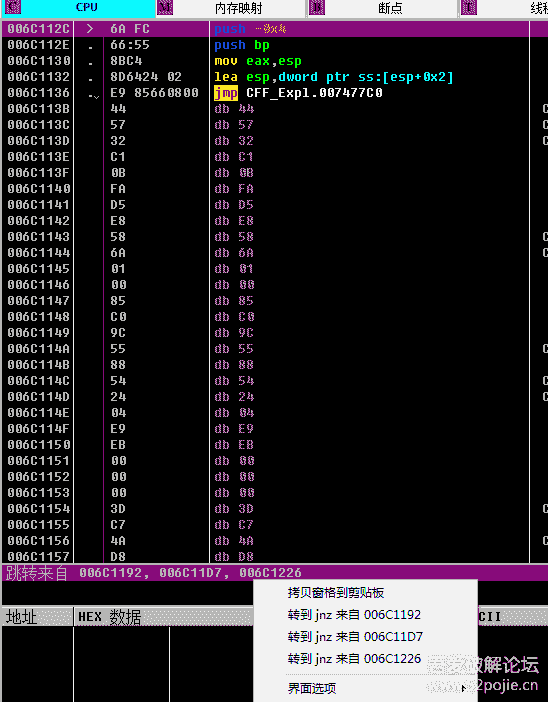 CPU 内存映射 断点
006C112C > 6A FC push -0x4
006C112E . 66:55 push bp
006C1130 . 8BC4 mov eax,esp
006C1132 . 8D6424 02 lea esp,dword ptr ss:[esp+0x2]
006C1136 . E9 85660800 jmp CFF_Expl.007477C0
006C113B 44 db 44
006C113C 57 db 57
006C113D 32 db 32
006C113E C1 db C1
006C113F 0B db 0B
006C1140 FA db FA
006C1141 D5 db D5
006C1142 E8 db E8
006C1143 58 db 58
006C1144 6A db 6A
006C1145 01 db 01
006C1146 00 db 00
006C1147 85 db 85
006C1148 C0 db C0
006C1149 9C db 9C
006C114A 55 db 55
006C114B 88 db 88
006C114C 54 db 54
006C114D 24 db 24
006C114E 04 db 04
006C114F E9 db E9
006C1150 EB db EB
006C1151 00 db 00
006C1152 00 db 00
006C1153 00 db 00
006C1154 3D db 3D
006C1155 C7 db C7
006C1156 4A db 4A
006C1157 D8 db D8
跳转来自 006C1192, 006C11D7, 006C1226
拷贝窗格到剪贴板
转到 jnz 来自 006C1192
地址 HEX 数据 CII
转到 jnz 来自 006C11D7
转到 jnz 来自 006C1226
界面选项